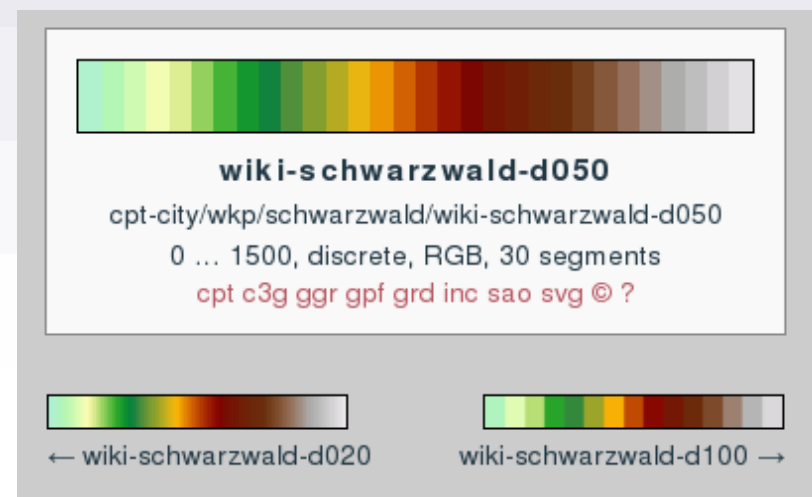 wiki-schwarzwald-d050
cpt-city/wkp/schwarzwald/wiki-schwarzwald-d050
0 ... 1500, discrete, RGB, 30 segments
cpt c3g ggr gpf grd inc sao svg © ?
← wiki-schwarzwald-d020
wiki-schwarzwald-d100 →